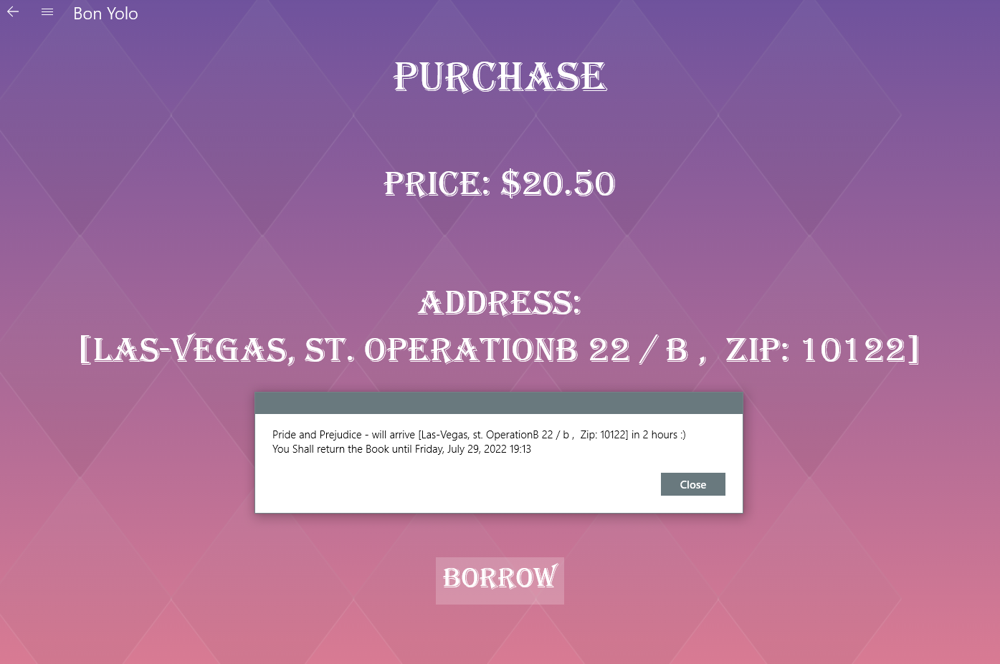 Bon Yolo
PURCHASE
PRICE: $20.50
ADDRESS:
[LAS-VEGAS, ST. OPERATIONB 22 / B ,  ZIP: 10122]
Pride and Prejudice - will arrive [Las-Vegas, st. OperationB 22 / b ,  Zip: 10122] in 2 hours :)
You Shall return the Book until Friday, July 29, 2022 19:13
Close
BORROW